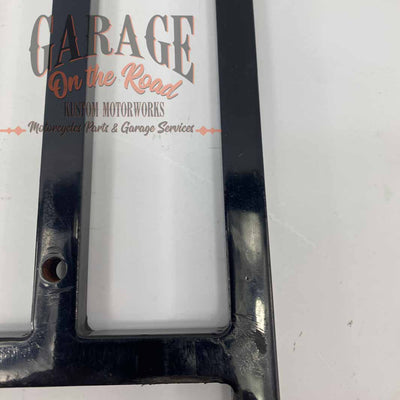 GARAGE
On the Road
KUSTOM MOTORWORKS
Motorcycles Parts & Garage Services